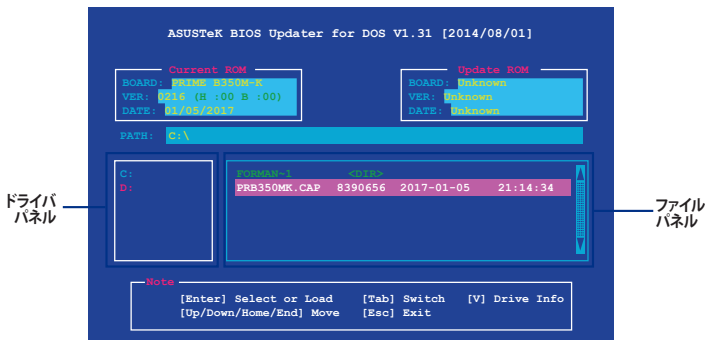 ASUSTeK BIOS Updater for DOS V1.31 [2014/08/01]
Current ROM
BOARD: PRIME B350M-K
VER: 0216 (H :00 B :00)
DATE: 01/05/2017
Update ROM
BOARD: Unknown
VER: Unknown
DATE: Unknown
PATH: C:\
C:
D:
FORMAN~1 <DIR>
PRB350MK.CAP 8390656 2017-01-05 21:14:34
ドライバ
パネル
ファイル
パネル
Note
[Enter] Select or Load [Tab] Switch [V] Drive Info
[Up/Down/Home/End] Move [Esc] Exit